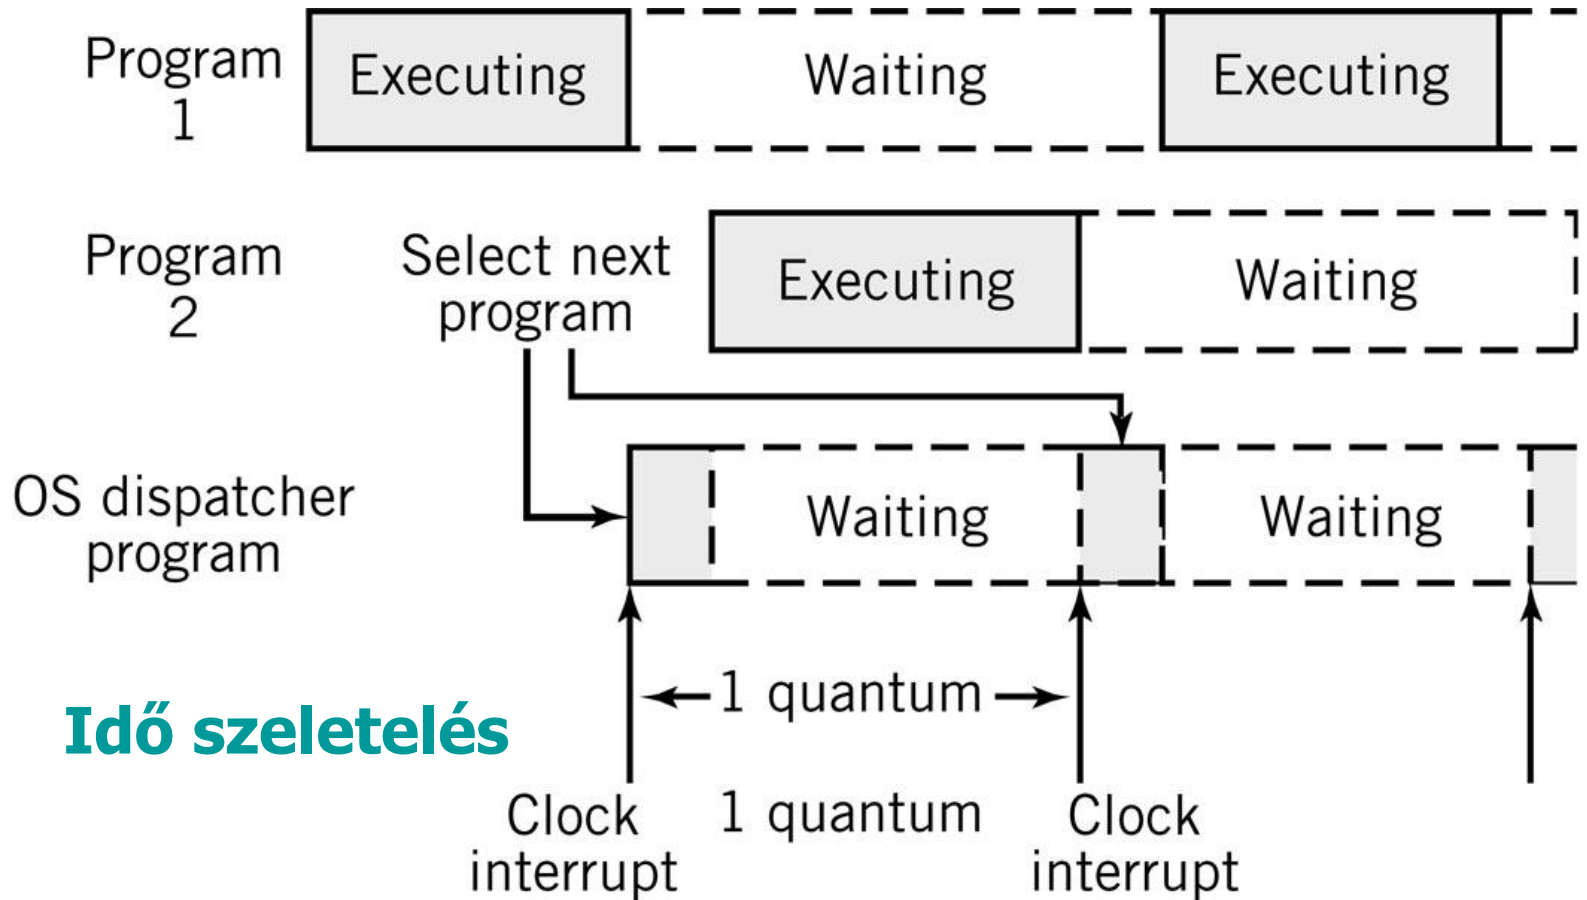 Program
1
Executing
Waiting
Executing
Program
2
Select next
program
Executing
Waiting
OS dispatcher
program
Waiting
Waiting
1 quantum
Idő szeletelés
Clock
interrupt
1 quantum
Clock
interrupt